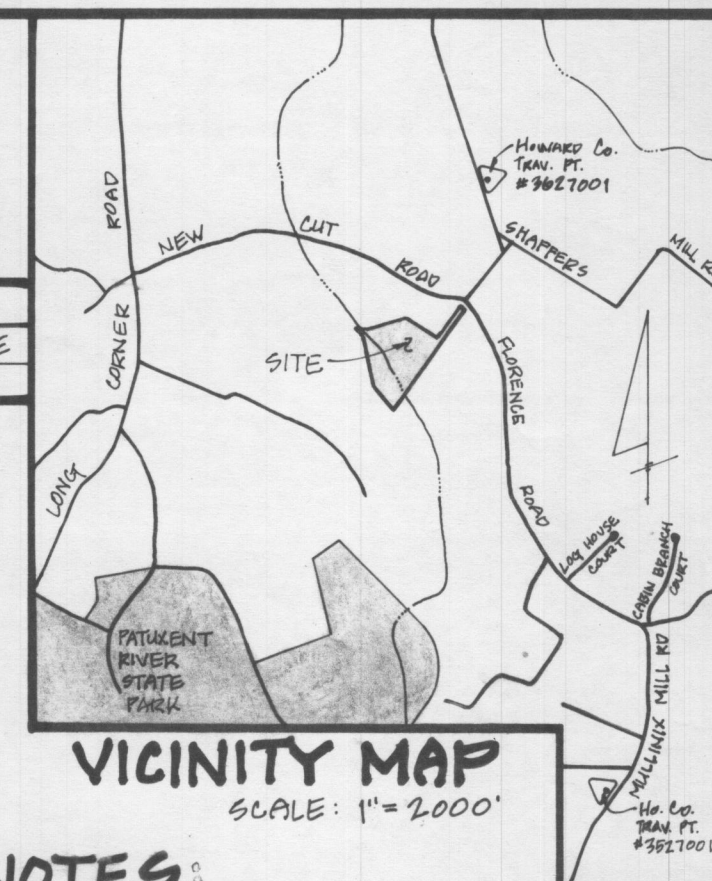 HOWARD CO.
TRAV. PT.
#3627001
ROAD
NEW CUT ROAD
SHAFFERS
MILL R
CORNER
SITE
FLORENCE
ROAD
LONG
LOG HOUSE
COURT
CABIN BRANCH
COURT
PATUXENT
RIVER
STATE
PARK
MULLINIX MILL RD
VICINITY MAP
SCALE: 1"= 2000'
HO. CO.
TRAV. PT.
#352700
NOTES:
E